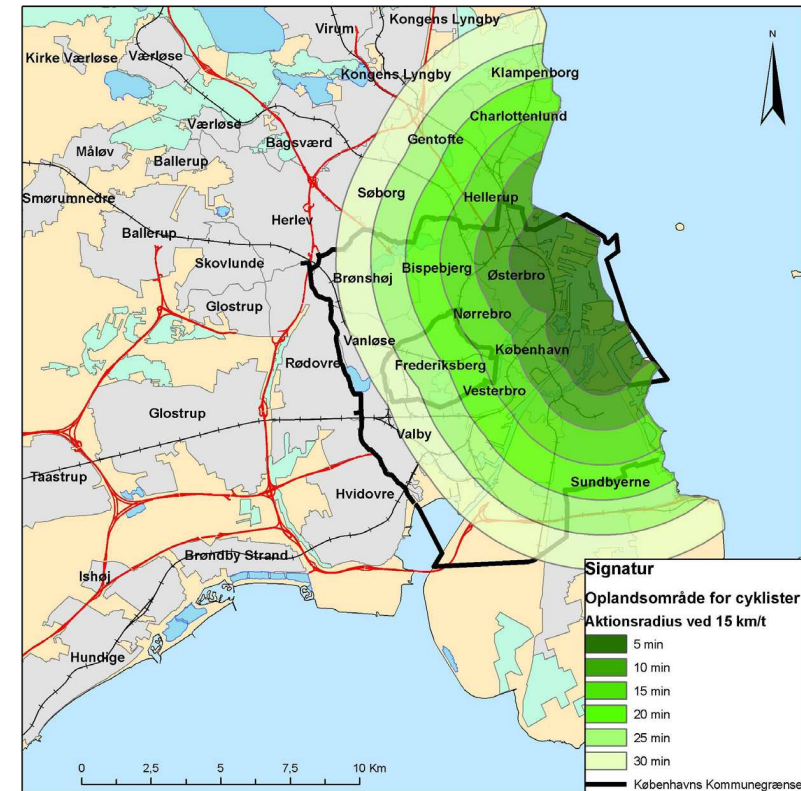 Virum
Kongens Lyngby
Kirke Værløse
Værløse
Kongens Lyngby
Klampenborg
Charlottenlund
Værløse
Bagsværd
Gentofte
Måløv
Ballerup
Søborg
Hellerup
Smørumnedre
Herlev
Ballerup
Skovlunde
Brønshøj
Bispebjerg
Østerbro
Glostrup
Nørrebro
Vanløse
København
Rødovre
Frederiksberg
Vesterbro
Glostrup
Valby
Taastrup
Sundbyerne
Hvidovre
Brøndby Strand
Ishøj
Hundige
N
Signatur
Oplandsområde for cyklister
Aktionsradius ved 15 km/t
5 min
10 min
15 min
20 min
25 min
30 min
Københavns Kommunegrænse
0 2,5 5 7,5 10 Km